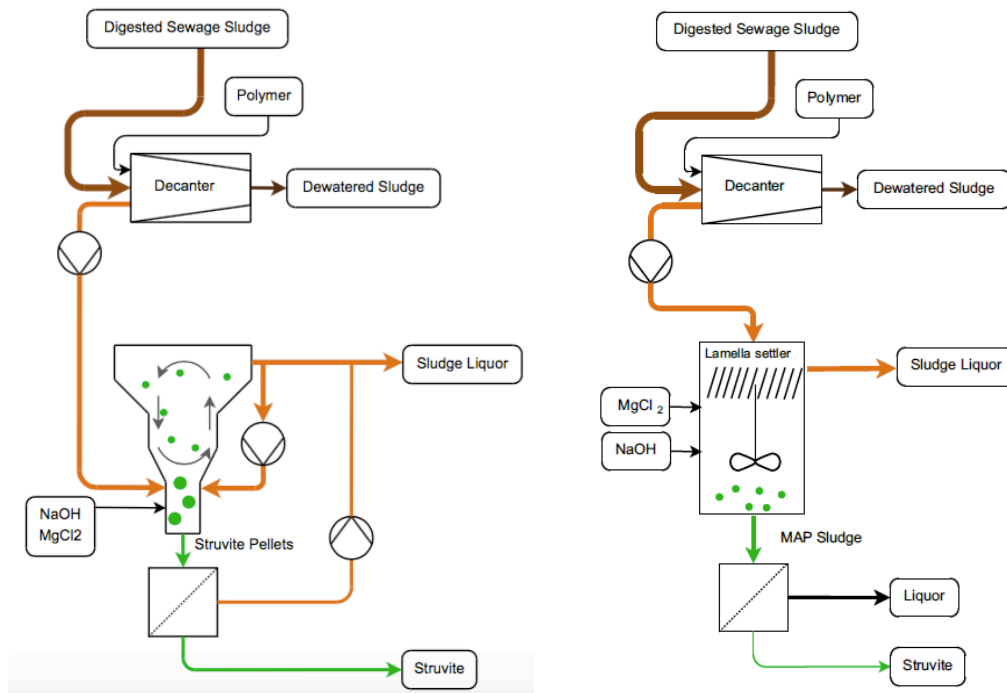 Digested Sewage Sludge
Polymer
Decanter
Dewatered Sludge
Sludge Liquor
NaOH
MgCl2
Struvite Pellets
Struvite
Digested Sewage Sludge
Polymer
Decanter
Dewatered Sludge
Lamella settler
Sludge Liquor
MgCl 2
NaOH
MAP Sludge
Liquor
Struvite